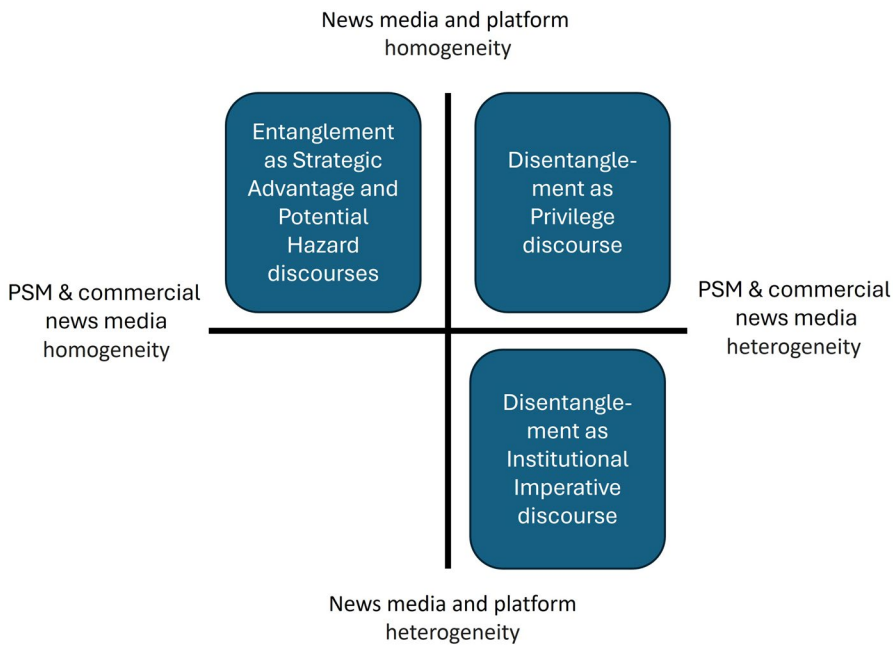 News media and platform
homogeneity
Entanglement
as Strategic
Advantage and
Potential
Hazard
discourses
Disentangle-
ment as
Privilege
discourse
PSM & commercial
news media
homogeneity
PSM & commercial
news media
heterogeneity
Disentangle-
ment as
Institutional
Imperative
discourse
News media and platform
heterogeneity